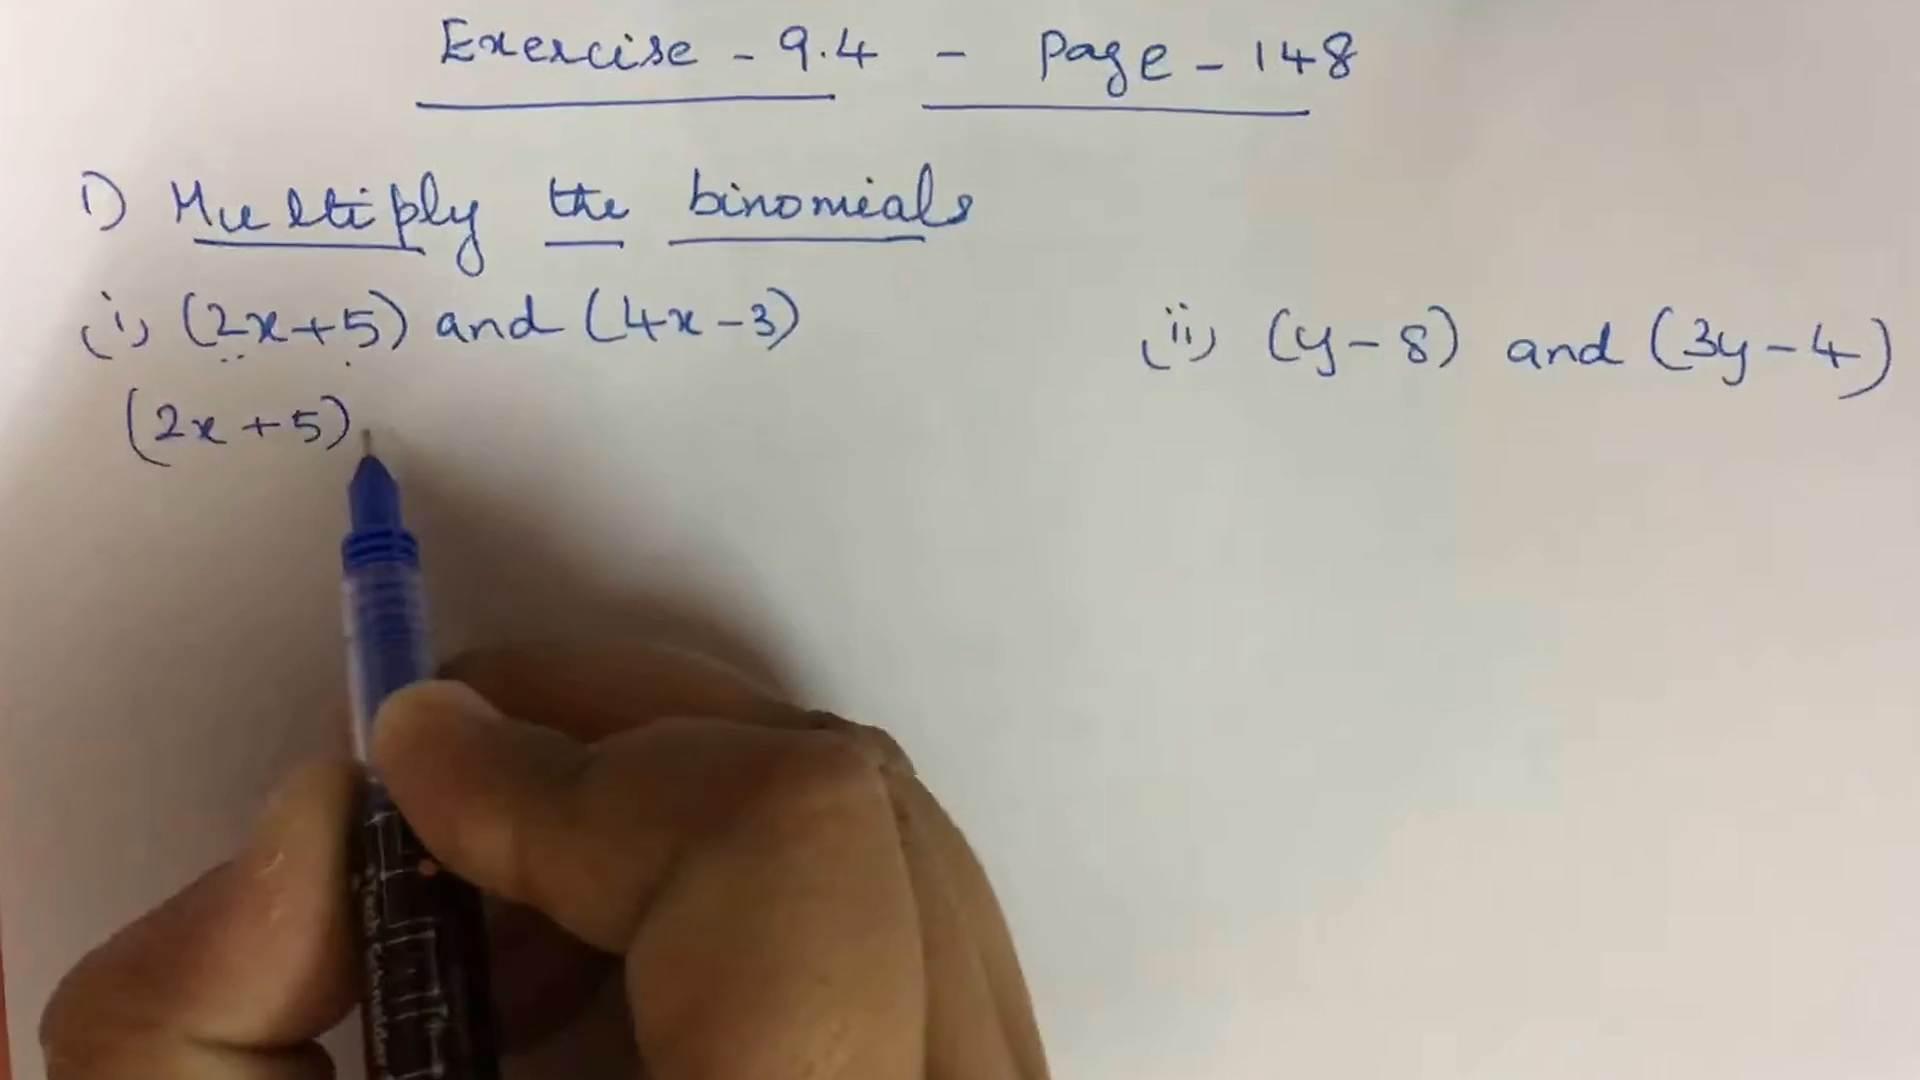 Exercise - 9.4 - Page - 148
1) Multiply the binomials
(i) (2x+5) and (4x-3)
(ii) (y-8) and (3y-4)
(2x+5)